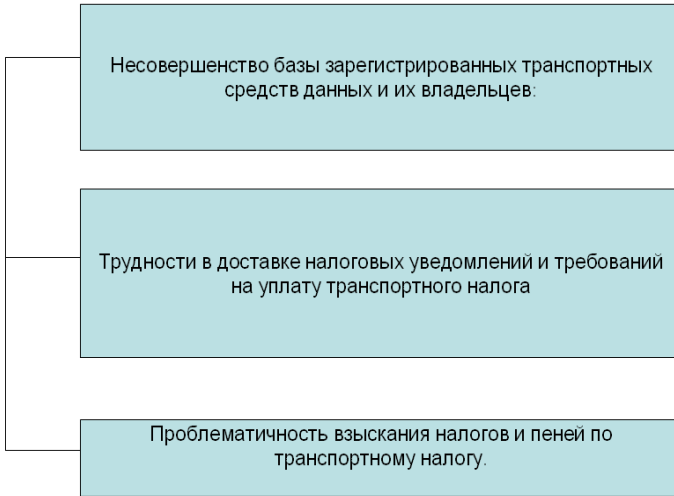 Несовершенство базы зарегистрированных транспортных
средств данных и их владельцев:
Трудности в доставке налоговых уведомлений и требований
на уплату транспортного налога
Проблематичность взыскания налогов и пеней по
транспортному налогу.